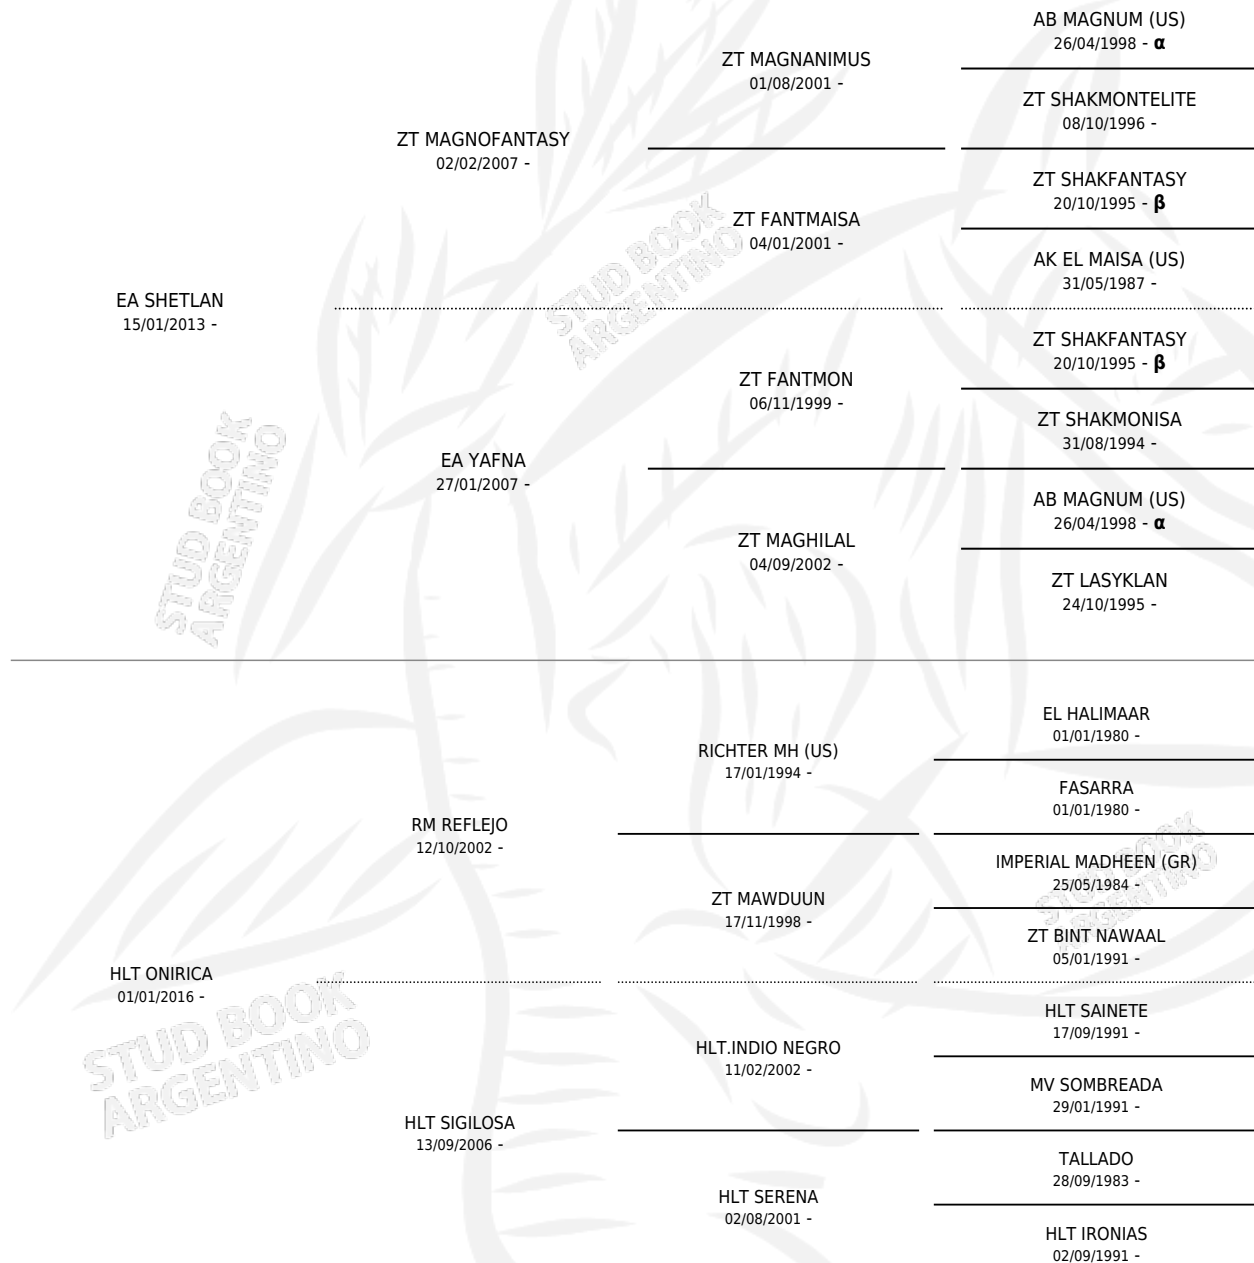 AB MAGNUM (US)
26/04/1998 - α
ZT MAGNANIMUS
01/08/2001 -
ZT SHAKMONTELITE
08/10/1996 -
ZT MAGNOFANTASY
02/02/2007 -
ZT SHAKFANTASY
20/10/1995 - β
ZT FANTMAISA
04/01/2001 -
AK EL MAISA (US)
31/05/1987 -
EA SHETLAN
15/01/2013 -
STUD BOOK
ARGENTINO
ZT SHAKFANTASY
20/10/1995 - β
ZT FANTMON
06/11/1999 -
ZT SHAKMONISA
31/08/1994 -
EA YAFNA
27/01/2007 -
AB MAGNUM (US)
26/04/1998 - α
ZT MAGHILAL
04/09/2002 -
ZT LASYKLAN
24/10/1995 -
STUD BOOK
ARGENTINO
EL HALIMAAR
01/01/1980 -
RICHTER MH (US)
17/01/1994 -
FASARRA
01/01/1980 -
RM REFLEJO
12/10/2002 -
IMPERIAL MADHEEN (GR)
25/05/1984 -
ZT MAWDUUN
17/11/1998 -
ZT BINT NAWAAL
05/01/1991 -
STUD BOOK
ARGENTINO
HLT ONIRICA
01/01/2016 -
HLT SAINETE
17/09/1991 -
HLT.INDIO NEGRO
11/02/2002 -
MV SOMBREADA
29/01/1991 -
STUD BOOK
ARGENTINO
HLT SIGILOSA
13/09/2006 -
TALLADO
28/09/1983 -
HLT SERENA
02/08/2001 -
HLT IRONIAS
02/09/1991 -